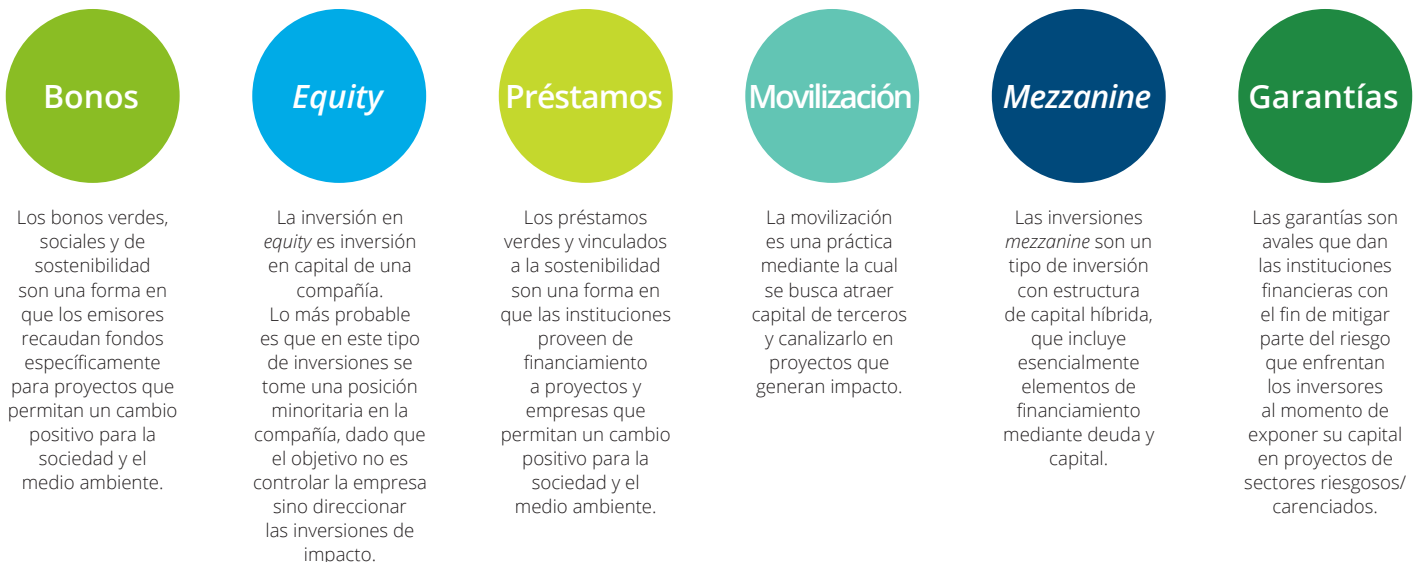 Bonos
Los bonos verdes,
sociales y de
sostenibilidad
son una forma en
que los emisores
recaudan fondos
específicamente
para proyectos que
permitan un cambio
positivo para la
sociedad y el
medio ambiente.
Equity
La inversión en
equity es inversión
en capital de una
compañía.
Lo más probable
es que en este tipo
de inversiones se
tome una posición
minoritaria en la
compañía, dado que
el objetivo no es
controlar la empresa
sino direccionar
las inversiones de
impacto.
Préstamos
Los préstamos
verdes y vinculados
a la sostenibilidad
son una forma en
que las instituciones
proveen de
financiamiento
a proyectos y
empresas que
permitan un cambio
positivo para la
sociedad y el
medio ambiente.
Movilización
La movilización
es una práctica
mediante la cual
se busca atraer
capital de terceros
y canalizarlo en
proyectos que
generan impacto.
Mezzanine
Las inversiones
mezzanine son un
tipo de inversión
con estructura
de capital híbrida,
que incluye
esencialmente
elementos de
financiamiento
mediante deuda y
capital.
Garantías
Las garantías son
avales que dan
las instituciones
financieras con
el fin de mitigar
parte del riesgo
que enfrentan
los inversores
al momento de
exponer su capital
en proyectos de
sectores riesgosos/
carenciados.